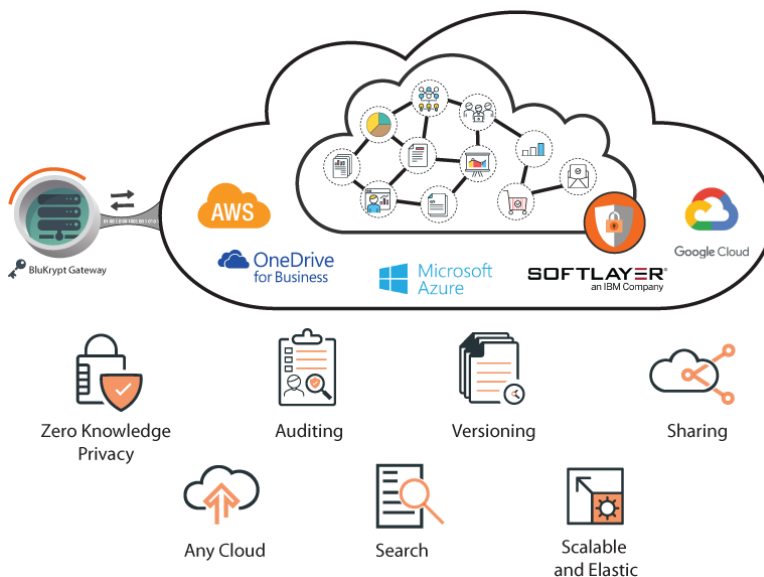 AWS
OneDrive
for Business
Microsoft
Azure
SOFTLAYER®
an IBM Company
Google Cloud
BluKrypt Gateway
Zero Knowledge
Privacy
Auditing
Versioning
Sharing
Any Cloud
Search
Scalable
and Elastic